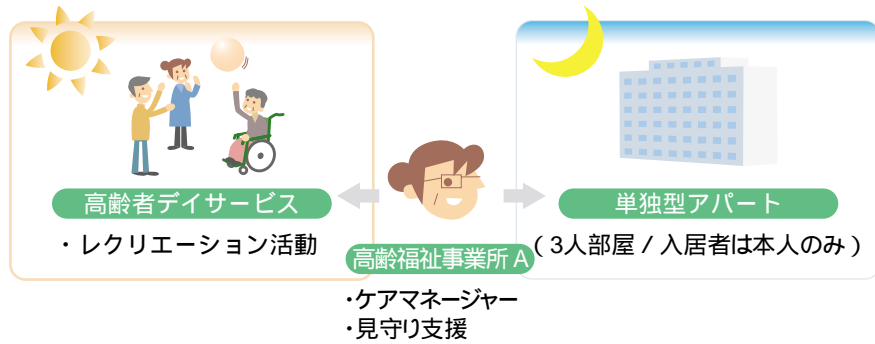 高齢者デイサービス
・レクリエーション活動
単独型アパート
(3人部屋 / 入居者は本人のみ)
高齢福祉事業所A
・ケアマネージャー
・見守り支援